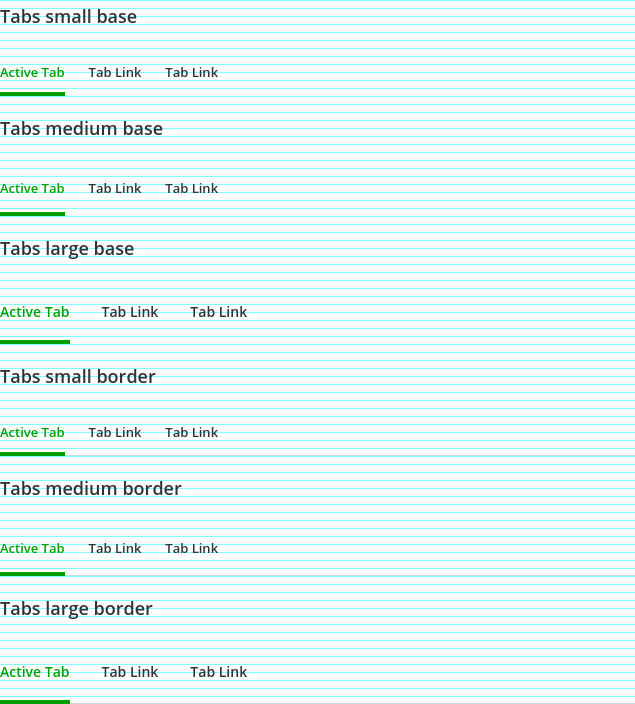 Tabs small base
Active Tab Tab Link Tab Link
Tabs medium base
Active Tab Tab Link Tab Link
Tabs large base
Active Tab Tab Link Tab Link
Tabs small border
Active Tab Tab Link Tab Link
Tabs medium border
Active Tab Tab Link Tab Link
Tabs large border
Active Tab Tab Link Tab Link